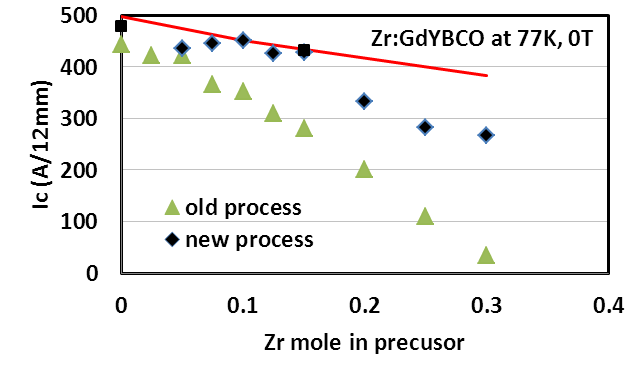 500
400
300
200
100
0
Ic (A/12mm)
Zr:GdYBCO at 77K, 0T
old process
new process
0
0.1
0.2
0.3
0.4
Zr mole in precusor